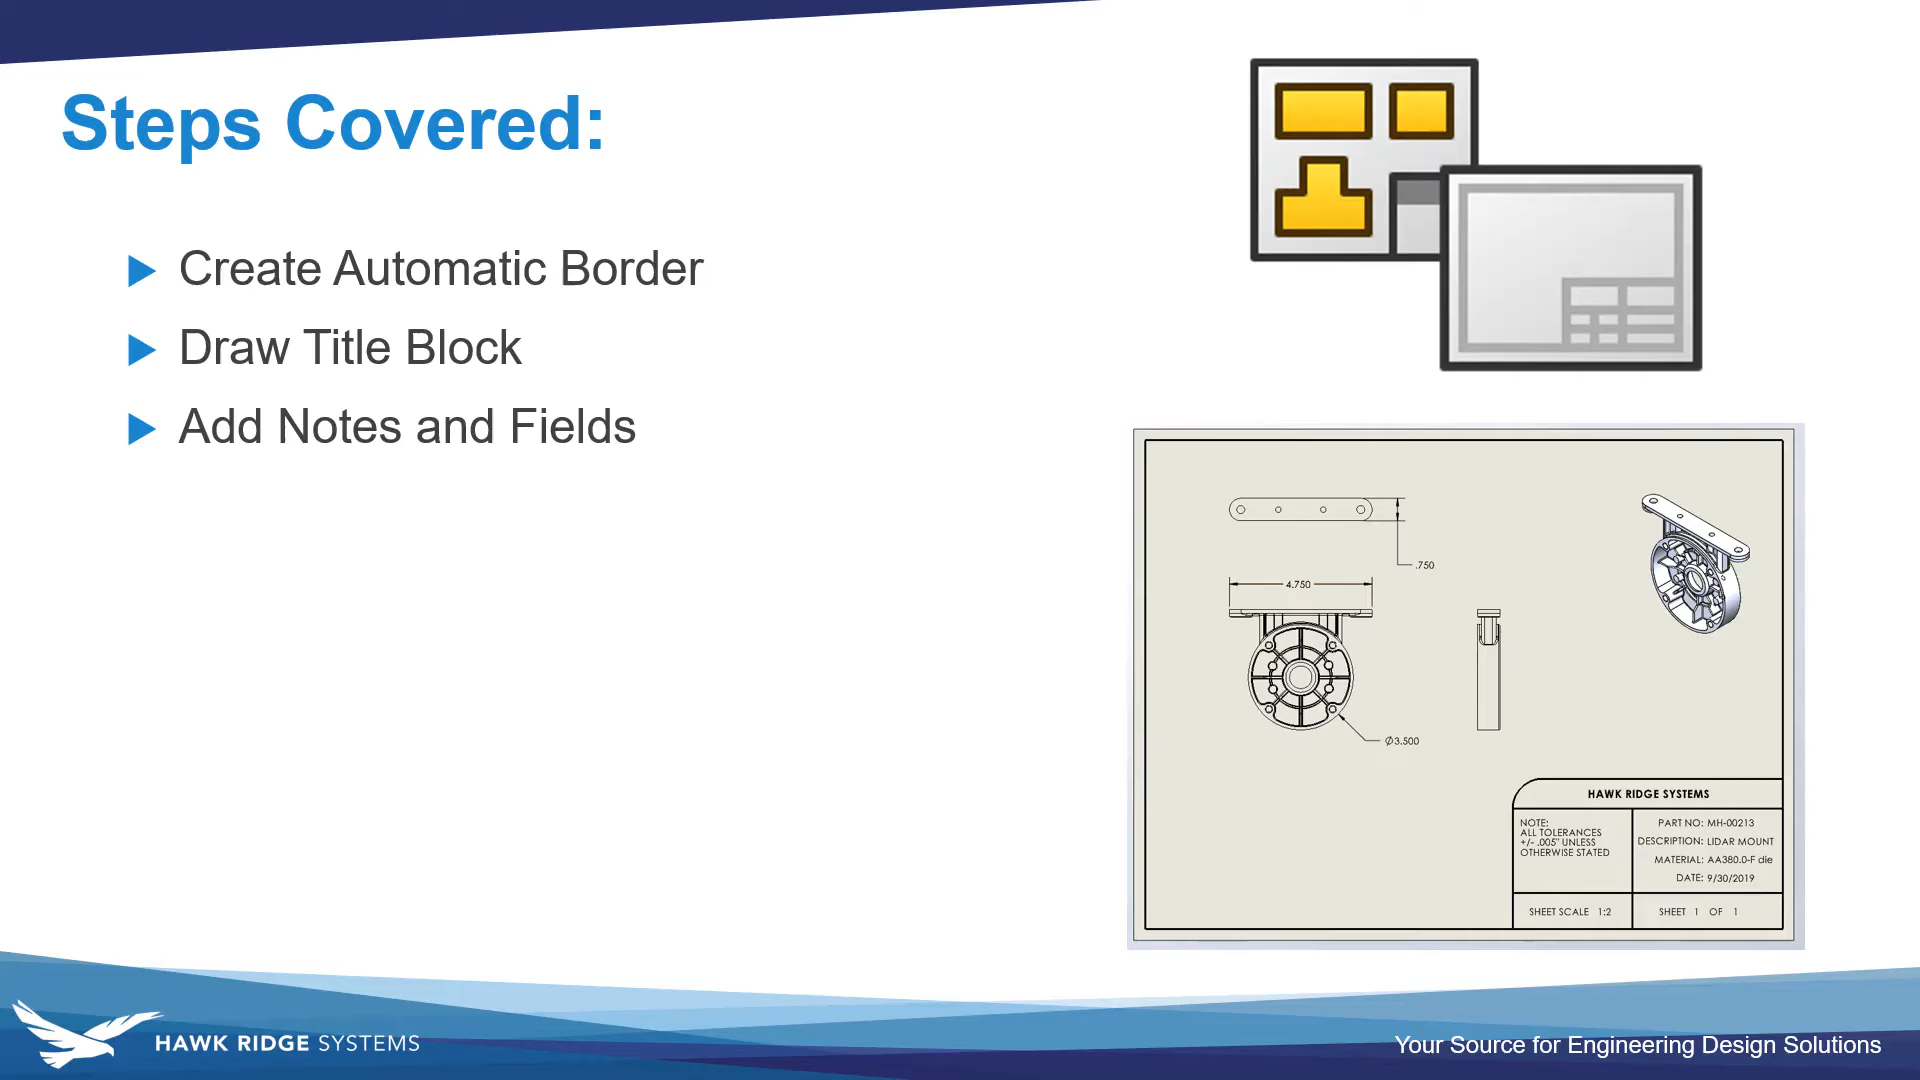 Steps Covered:
Create Automatic Border
Draw Title Block
Add Notes and Fields
.750
4.750
Ø3.500
HAWK RIDGE SYSTEMS
NOTE:
ALL TOLERANCES
+/- .005" UNLESS
OTHERWISE STATED
PART NO: MH-00213
DESCRIPTION: LIDAR MOUNT
MATERIAL: AA380.0-F die
DATE: 9/30/2019
SHEET SCALE 1:2
SHEET 1 OF 1
HAWK RIDGE SYSTEMS
Your Source for Engineering Design Solutions